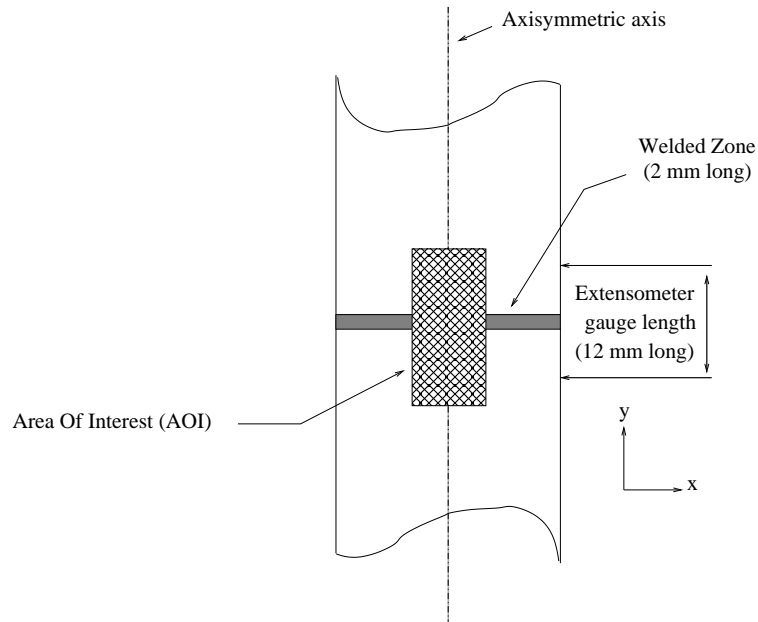 Axisymmetric axis
Welded Zone
(2 mm long)
Extensometer
gauge length
(12 mm long)
Area Of Interest (AOI)
y
x